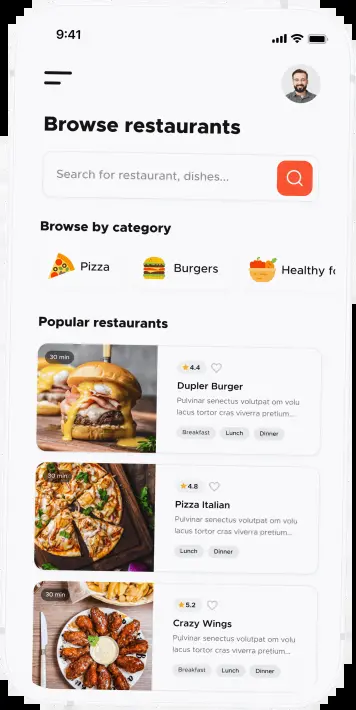 9:41
Browse restaurants
Search for restaurant, dishes...
Browse by category
Pizza
Burgers
Healthy fo
Popular restaurants
30 min
4.4
Dupler Burger
Pulvinar senectus volutpat om volu
lacus tortor cras viverra pretium...
Breakfast Lunch Dinner
30 min
4.8
Pizza Italian
Pulvinar senectus volutpat om volu
lacus tortor cras viverra pretium...
Lunch Dinner
30 min
5.2
Crazy Wings
Pulvinar senectus volutpat om volu
lacus tortor cras viverra pretium...
Breakfast Lunch Dinner